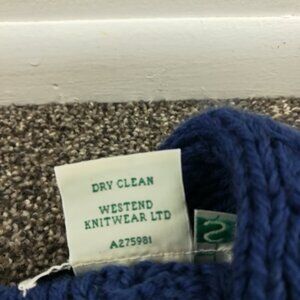 DRY CLEAN
WESTEND
KNITWEAR LTD
A275981